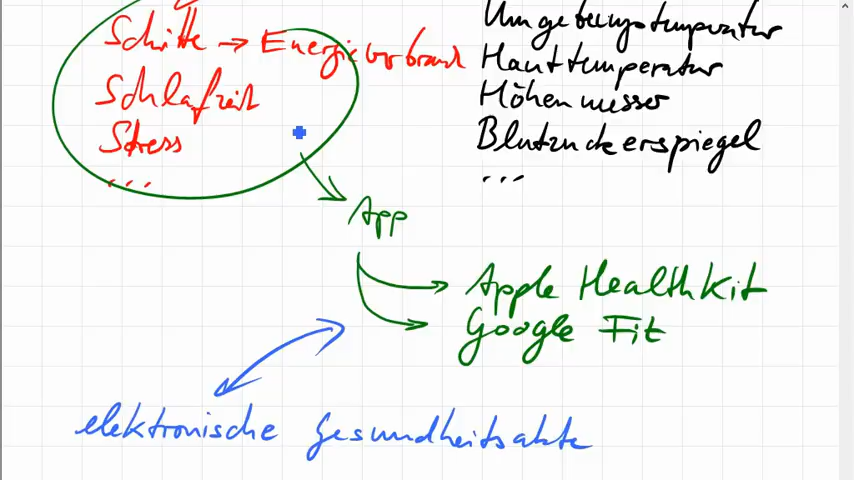 Schritte → Energieverbrauch
Schlafzeit
Stress
...
Umgebungstemperatur
Hauttemperatur
Höhenmesser
Blutzuckerspiegel
...
App
Apple HealthKit
Google Fit
elektronische Gesundheitsakte